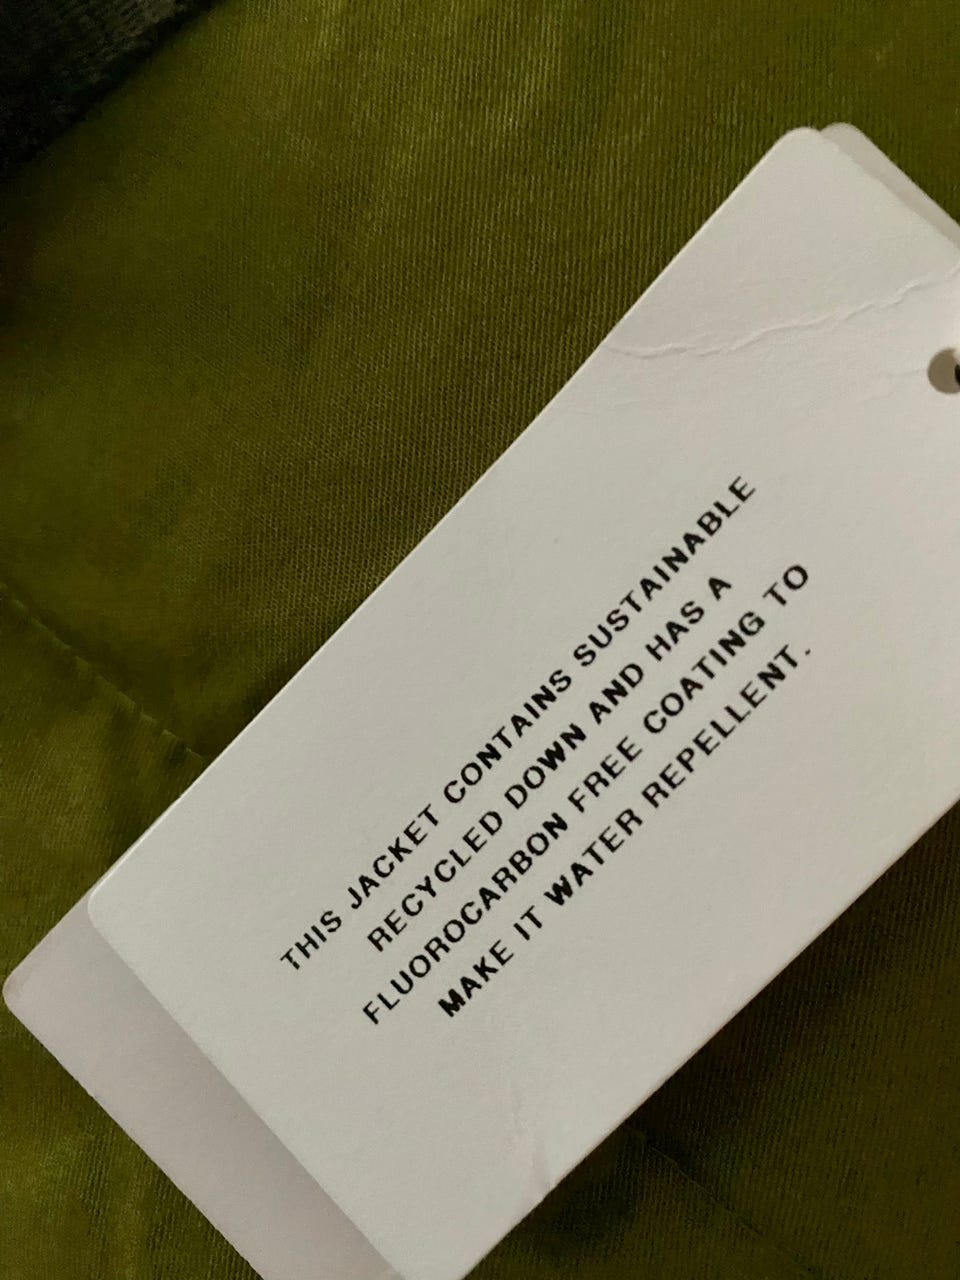 THIS JACKET CONTAINS SUSTAINABLE
RECYCLED DOWN AND HAS A
FLUOROCARBON FREE COATING TO
MAKE IT WATER REPELLENT.